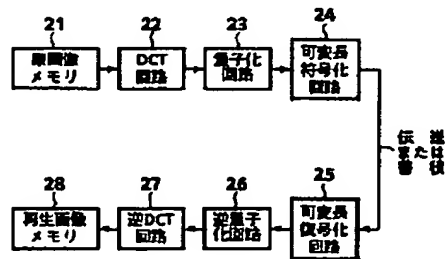 21
原画像
メモリ
22
DCT
回路
23
量子化
回路
24
可変長
符号化
回路
伝送
または
蓄積
28
再生画像
メモリ
27
逆DCT
回路
26
逆量子
化回路
25
可変長
復号化
回路